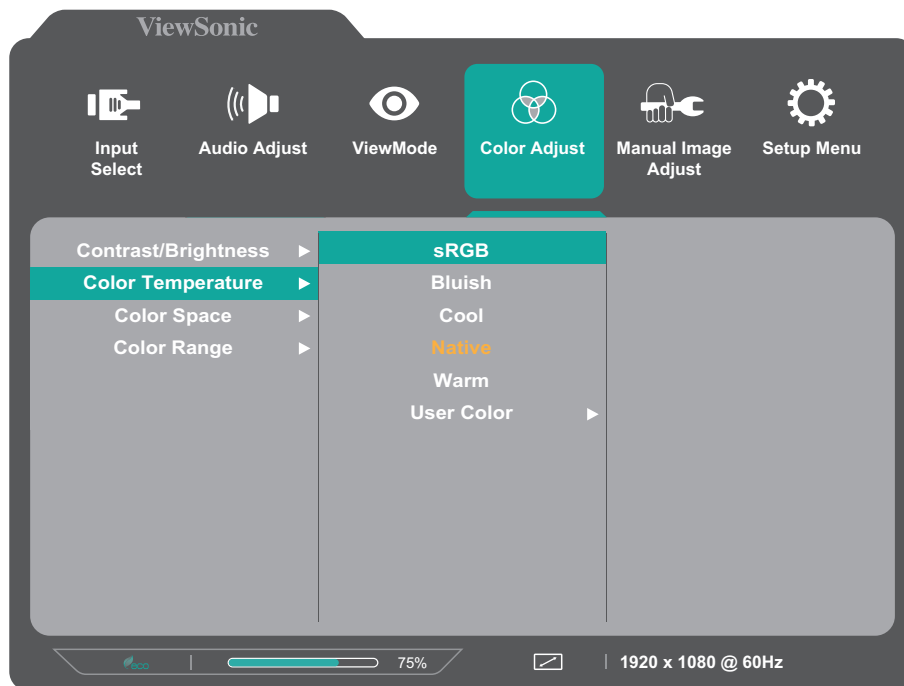 ViewSonic
Input
Select
Audio Adjust
ViewMode
Color Adjust
Manual Image
Adjust
Setup Menu
Contrast/Brightness
Color Temperature
Color Space
Color Range
sRGB
Bluish
Cool
Native
Warm
User Color
eco
75%
1920 x 1080 @ 60Hz